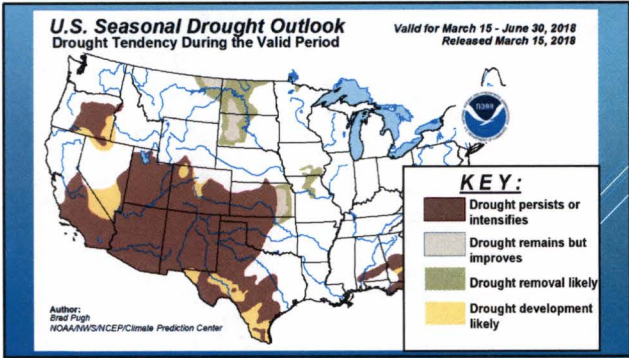 U.S. Seasonal Drought Outlook
Drought Tendency During the Valid Period
Valid for March 15 - June 30, 2018
Released March 15, 2018
noaa
KEY:
Drought persists or
intensifies
Drought remains but
improves
Drought removal likely
Drought development
likely
Author:
Brad Pugh
NOAA/NWS/NCEP/Climate Prediction Center